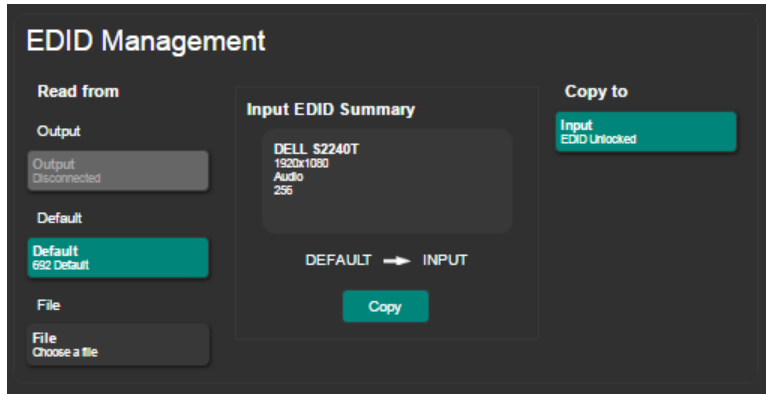 EDID Management
Read from
Output
Output
Disconnected
Default
Default
692 Default
File
File
Choose a file
Input EDID Summary
DELL S2240T
1920x1080
Audio
256
DEFAULT INPUT
Copy
Copy to
Input
EDID Unlocked